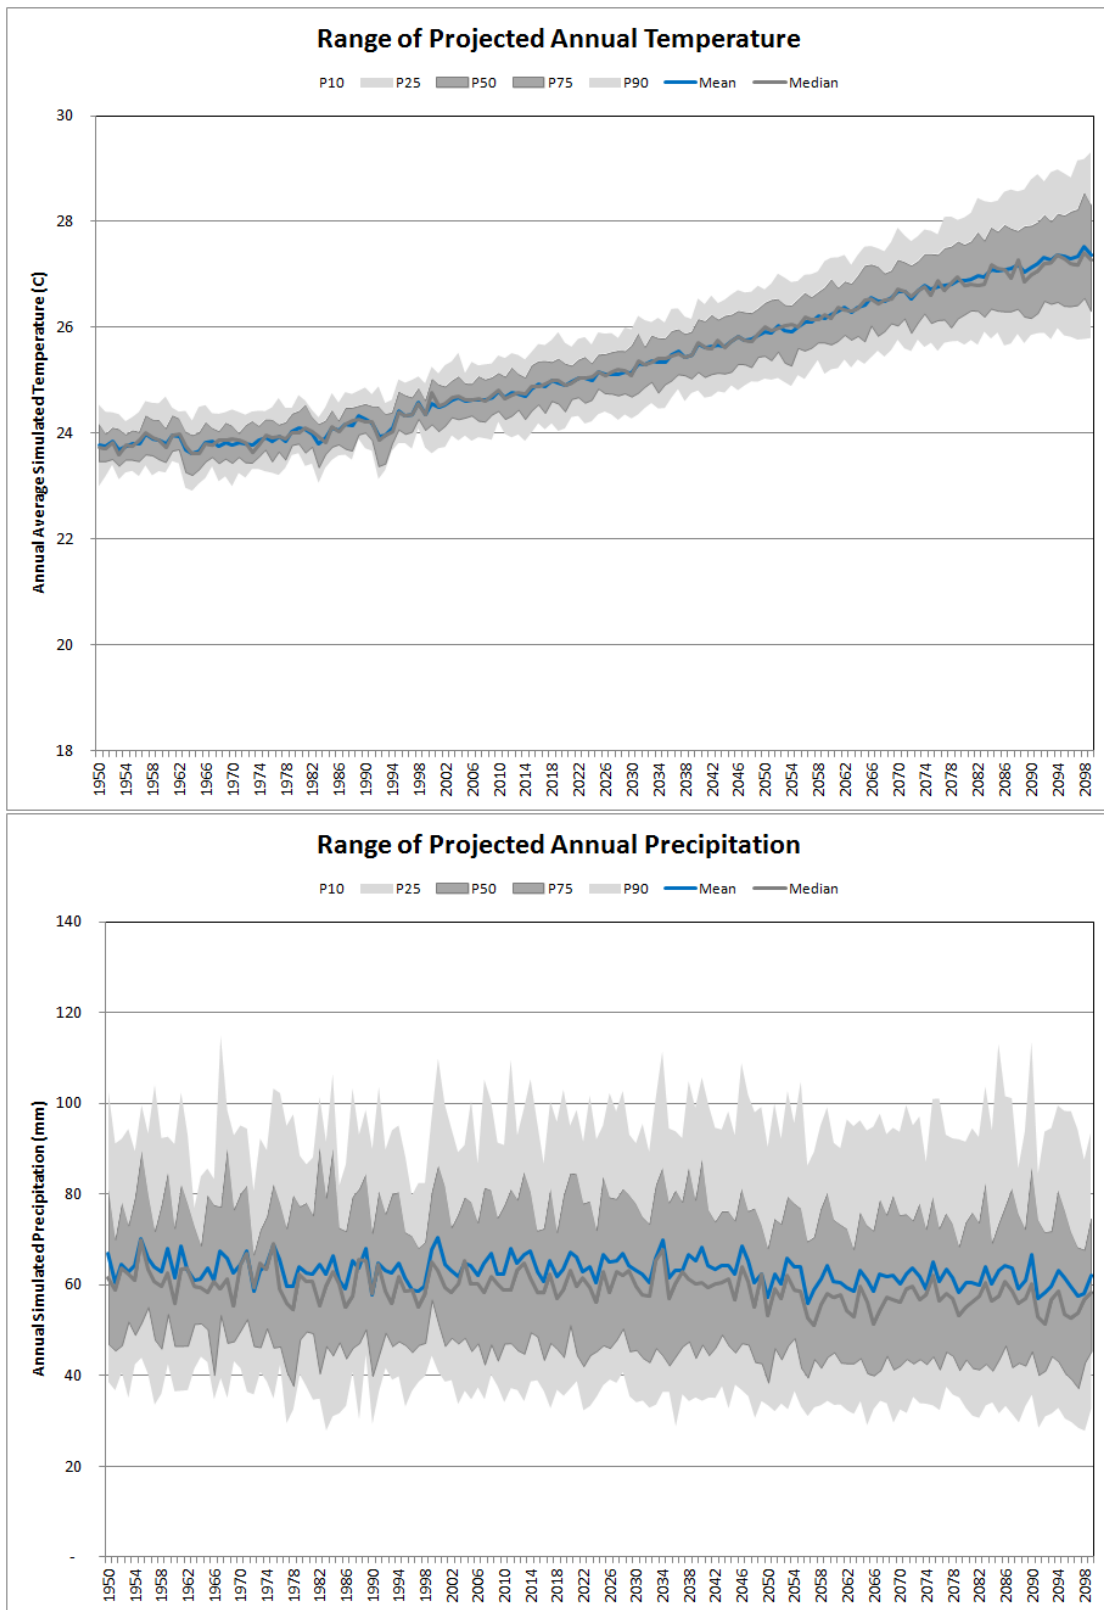 Range of Projected Annual Temperature
P10 P25 P50 P75 P90 Mean Median
Annual Average Simulated Temperature (C)
30
28
26
24
22
20
18
1950 1954 1958 1962 1966 1970 1974 1978 1982 1986 1990 1994 1998 2002 2006 2010 2014 2018 2022 2026 2030 2034 2038 2042 2046 2050 2054 2058 2062 2066 2070 2074 2078 2082 2086 2090 2094 2098
Range of Projected Annual Precipitation
P10 P25 P50 P75 P90 Mean Median
Annual Simulated Precipitation (mm)
140
120
100
80
60
40
20
-
1950 1954 1958 1962 1966 1970 1974 1978 1982 1986 1990 1994 1998 2002 2006 2010 2014 2018 2022 2026 2030 2034 2038 2042 2046 2050 2054 2058 2062 2066 2070 2074 2078 2082 2086 2090 2094 2098